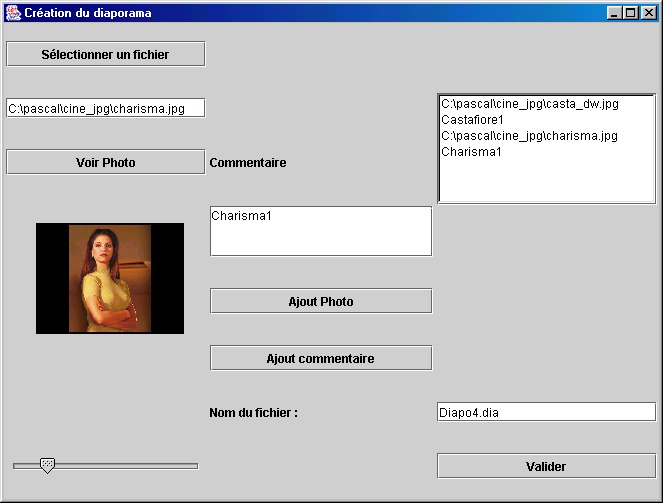 Création du diaporama
Sélectionner un fichier
C:\pascal\cine_jpg\charisma.jpg
C:\pascal\cine_jpg\casta_dw.jpg
Castafiore1
C:\pascal\cine_jpg\charisma.jpg
Charisma1
Voir Photo
Commentaire
Charisma1
Ajout Photo
Ajout commentaire
Nom du fichier :
Diapo4.dia
Valider